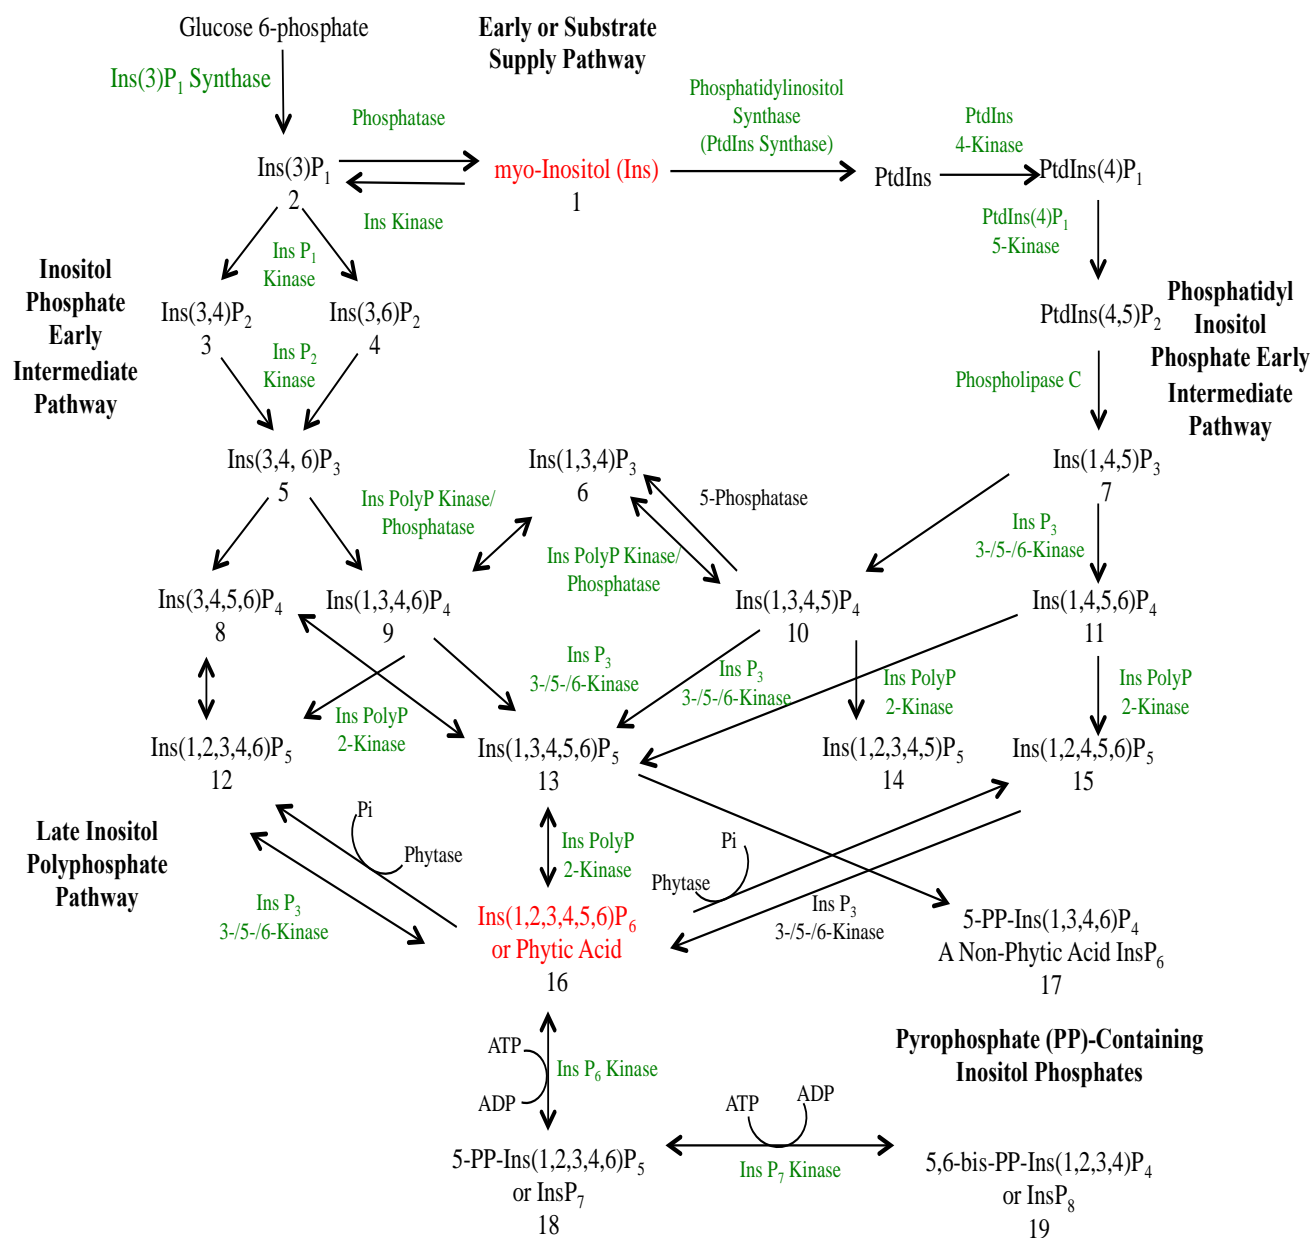 Glucose 6-phosphate
Early or Substrate
Supply Pathway
Ins(3)P₁ Synthase
Phosphatase
Phosphatidylinositol
Synthase
(PtdIns Synthase)
PtdIns
4-Kinase
Ins(3)P₁
2
myo-Inositol (Ins)
1
PtdIns
PtdIns(4)P₁
Ins Kinase
PtdIns(4)P₁
5-Kinase
Ins P₁
Kinase
Inositol
Phosphate
Early
Intermediate
Pathway
Ins(3,4)P₂
3
Ins(3,6)P₂
4
PtdIns(4,5)P₂
Phosphatidyl
Inositol
Phosphate Early
Intermediate
Pathway
Ins P₂
Kinase
Phospholipase C
Ins(3,4, 6)P₃
5
Ins(1,3,4)P₃
6
Ins(1,4,5)P₃
7
Ins PolyP Kinase/
Phosphatase
5-Phosphatase
Ins PolyP Kinase/
Phosphatase
Ins P₃
3-/5-/6-Kinase
Ins(3,4,5,6)P₄
8
Ins(1,3,4,6)P₄
9
Ins(1,3,4,5)P₄
10
Ins(1,4,5,6)P₄
11
Ins P₃
3-/5-/6-Kinase
Ins P₃
3-/5-/6-Kinase
Ins PolyP
2-Kinase
Ins PolyP
2-Kinase
Ins PolyP
2-Kinase
Ins(1,2,3,4,6)P₅
12
Ins(1,3,4,5,6)P₅
13
Ins(1,2,3,4,5)P₅
14
Ins(1,2,4,5,6)P₅
15
Late Inositol
Polyphosphate
Pathway
Pi
Phytase
Ins PolyP
2-Kinase
Pi
Phytase
Ins P₃
3-/5-/6-Kinase
Ins P₃
3-/5-/6-Kinase
Ins(1,2,3,4,5,6)P₆
or Phytic Acid
16
5-PP-Ins(1,3,4,6)P₄
A Non-Phytic Acid InsP₆
17
Pyrophosphate (PP)-Containing
Inositol Phosphates
ATP
Ins P₆ Kinase
ADP
ATP
ADP
Ins P₇ Kinase
5-PP-Ins(1,2,3,4,6)P₅
or InsP₇
18
5,6-bis-PP-Ins(1,2,3,4)P₄
or InsP₈
19